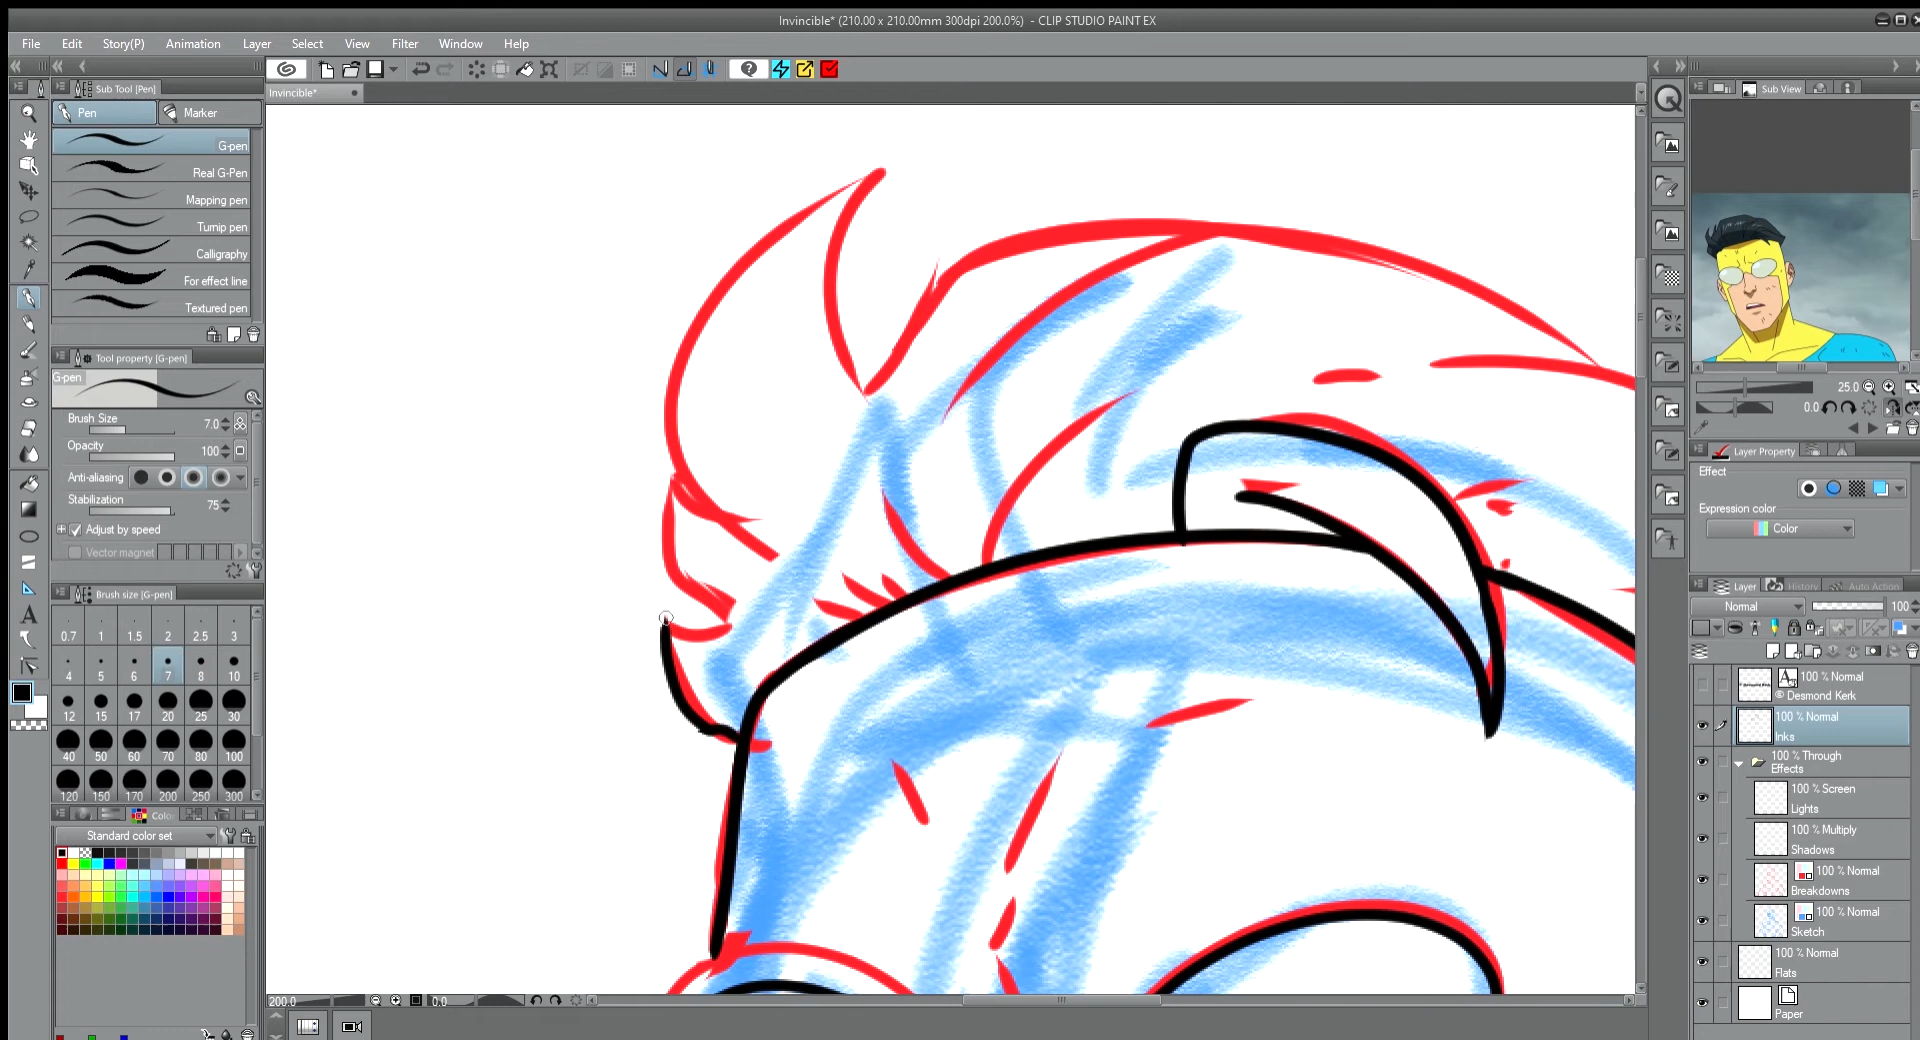 Invincible* (210.00 x 210.00mm 300dpi 200.0%)  - CLIP STUDIO PAINT EX
File Edit Story(P) Animation Layer Select View Filter Window Help
Sub Tool [Pen]
Invincible*
Sub View
Pen Marker
G-pen
Real G-Pen
Mapping pen
Turnip pen
Calligraphy
For effect line
Textured pen
Tool property [G-pen]
G-pen
Brush Size 7.0
Opacity 100
Anti-aliasing
Stabilization 75
Adjust by speed
Vector magnet
Brush size [G-pen]
0.7 1 1.5 2 2.5 3
4 5 6 7 8 10
12 15 17 20 25 30
40 50 60 70 80 100
120 150 170 200 250 300
Color
Standard color set
200.0 0.0
25.0
0.0
Layer Property
Effect
Expression color
Color
Layer History Auto Action
Normal 100
100 % Normal
© Desmond Kerk
100 % Normal
Inks
100 % Through
Effects
100 % Screen
Lights
100 % Multiply
Shadows
100 % Normal
Breakdowns
100 % Normal
Sketch
100 % Normal
Flats
Paper